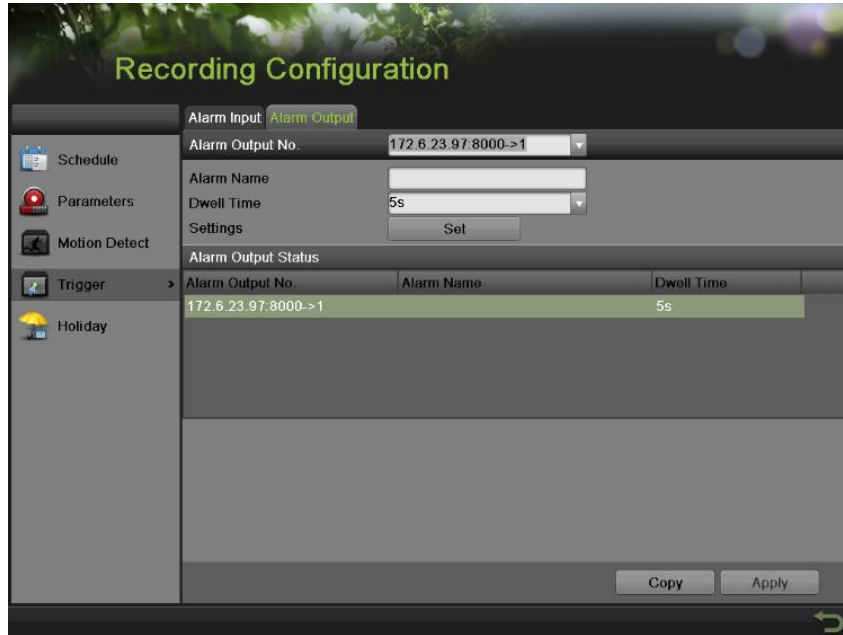 Recording Configuration
Alarm Input Alarm Output
Alarm Output No. 172.6.23.97:8000->1
Schedule
Alarm Name
Parameters
Dwell Time 5s
Settings Set
Motion Detect
Alarm Output Status
Trigger >
Alarm Output No. Alarm Name Dwell Time
172.6.23.97:8000->1 5s
Holiday
Copy Apply